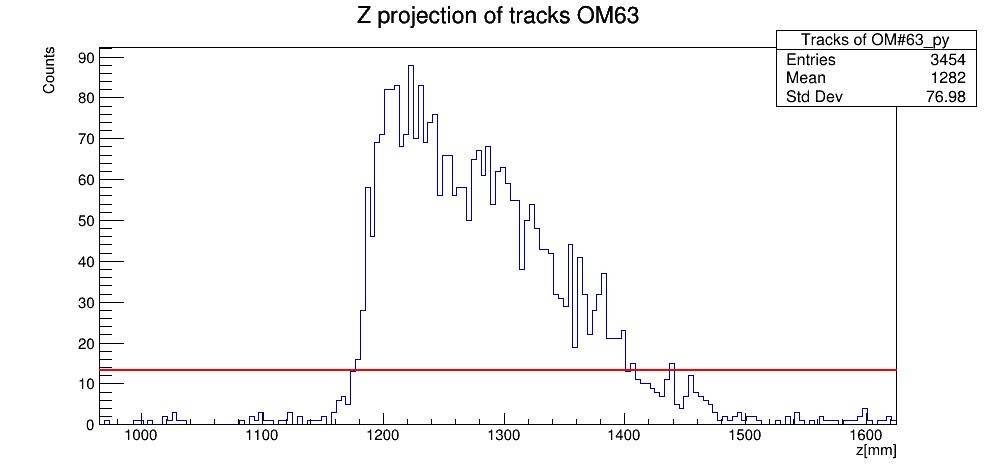 Z projection of tracks OM63
Tracks of OM#63_py
Entries 3454
Mean 1282
Std Dev 76.98
Counts
90
80
70
60
50
40
30
20
10
0
1000 1100 1200 1300 1400 1500 1600
z[mm]